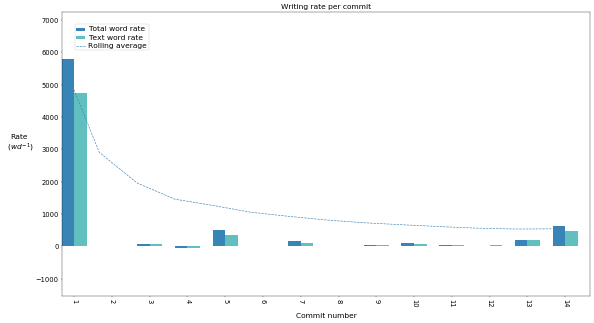 Writing rate per commit
7000
6000
5000
4000
3000
2000
1000
0
−1000
Rate
(wd⁻¹)
Total word rate
Text word rate
Rolling average
1 2 3 4 5 6 7 8 9 10 11 12 13 14
Commit number